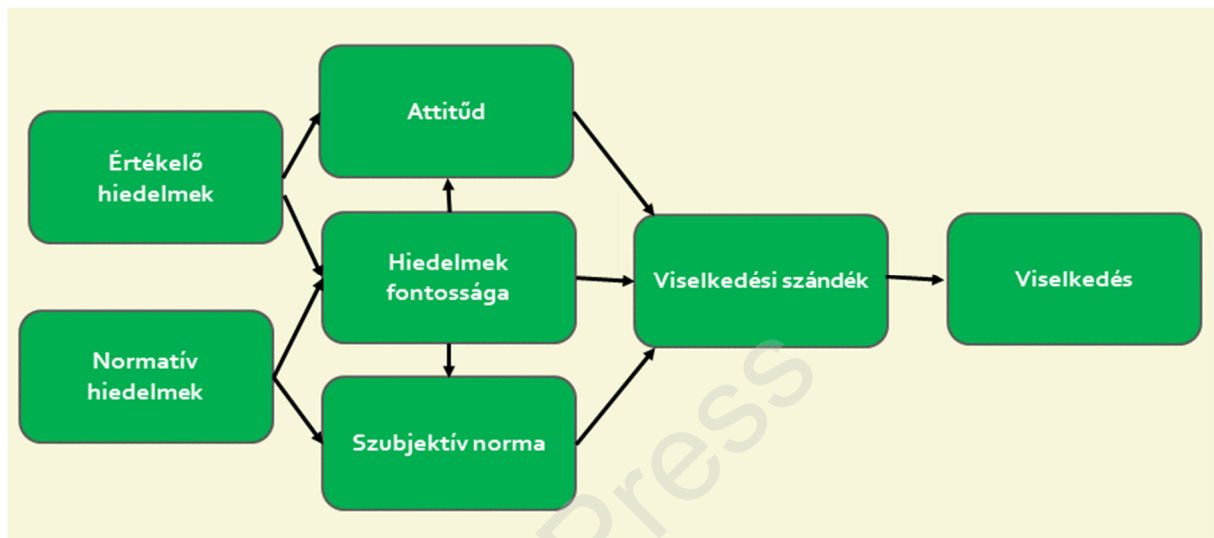 Attitűd
Értékelő
hiedelmek
Hiedelmek
fontossága
Viselkedési szándék
Viselkedés
Normatív
hiedelmek
Szubjektív norma
Press